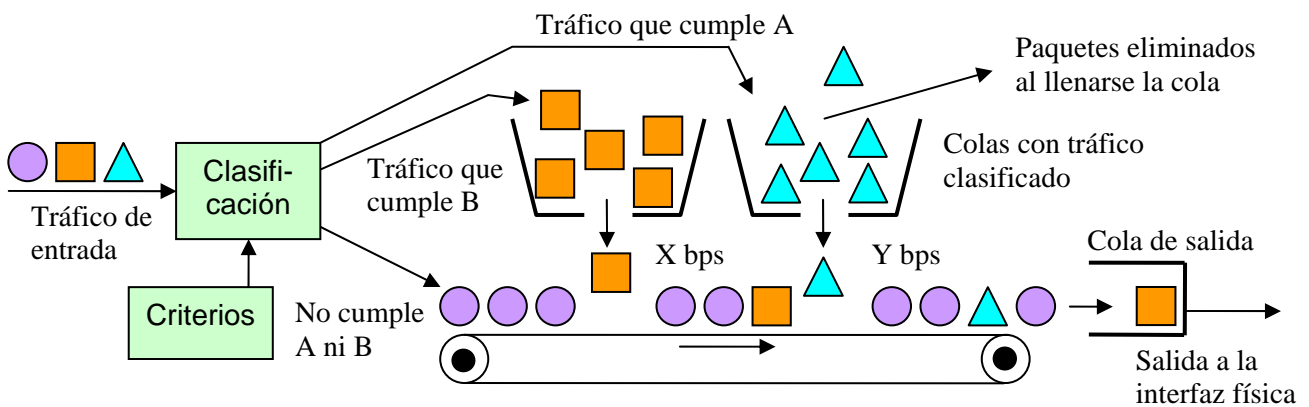 Tráfico que cumple A
Paquetes eliminados
al llenarse la cola
Clasifi-
cación
Tráfico de
entrada
Tráfico que
cumple B
Colas con tráfico
clasificado
Criterios
No cumple
A ni B
X bps
Y bps
Cola de salida
Salida a la
interfaz física